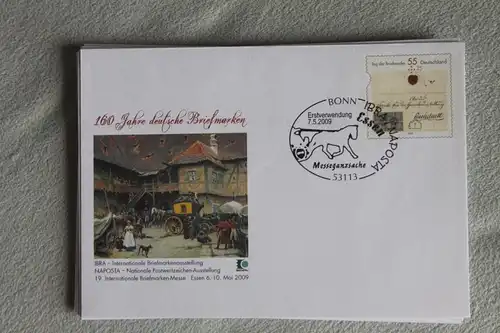 Tag der Briefmarke 55 Deutschland
BONN
IBRA NAPOSTA
Essen
Erstverwendung
7.5.2009
Messeganzsache
53113
160 Jahre deutsche Briefmarken
IBRA – Internationale Briefmarkenausstellung
NAPOSTA – Nationale Postwertzeichen-Ausstellung
19. Internationale Briefmarken-Messe Essen 6.-10. Mai 2009